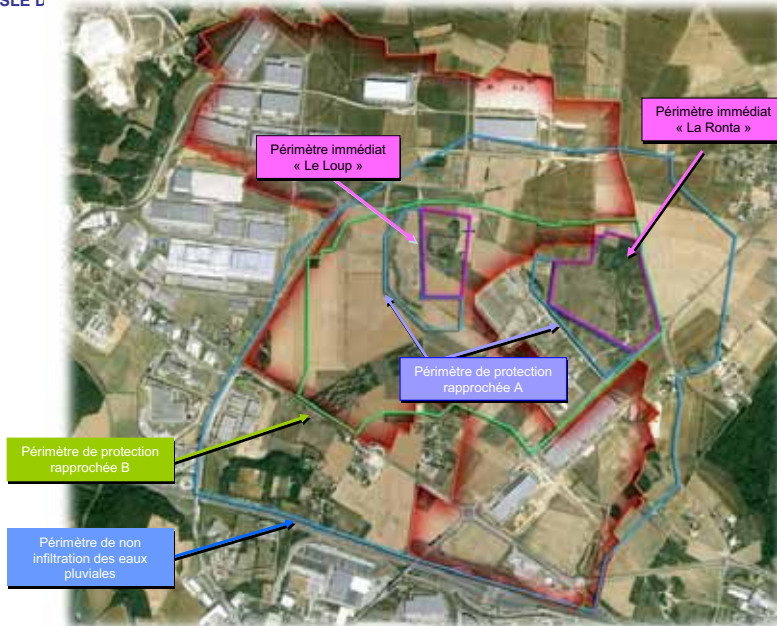 Périmètre immédiat
« La Ronta »
Périmètre immédiat
« Le Loup »
Périmètre de protection
rapprochée A
Périmètre de protection
rapprochée B
Périmètre de non
infiltration des eaux
pluviales